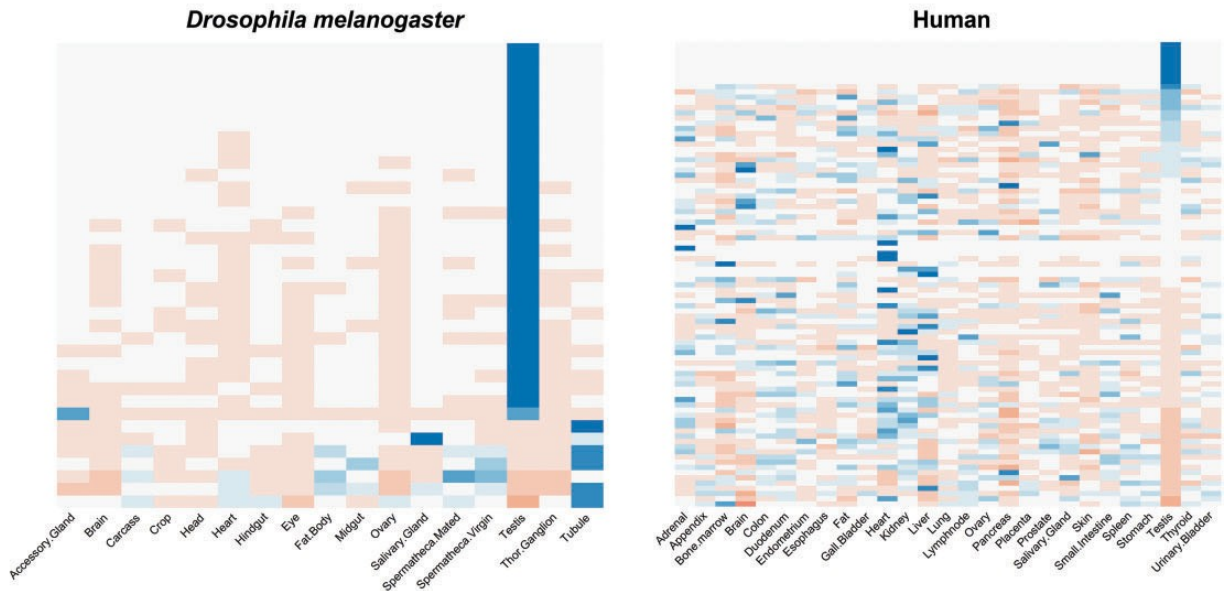 Drosophila melanogaster
Human
Accessory.Gland
Brain
Carcass
Crop
Head
Heart
Hindgut
Eye
Fat.Body
Midgut
Ovary
Salivary.Gland
Spermatheca.Mated
Spermatheca.Virgin
Testis
Thor.Ganglion
Tubule
Adrenal
Appendix
Bone.marrow
Brain
Colon
Duodenum
Endometrium
Esophagus
Fat
Gall.Bladder
Heart
Kidney
Liver
Lung
Lymphnode
Ovary
Pancreas
Placenta
Prostate
Salivary.Gland
Skin
Small.Intestine
Spleen
Stomach
Testis
Thyroid
Urinary.Bladder